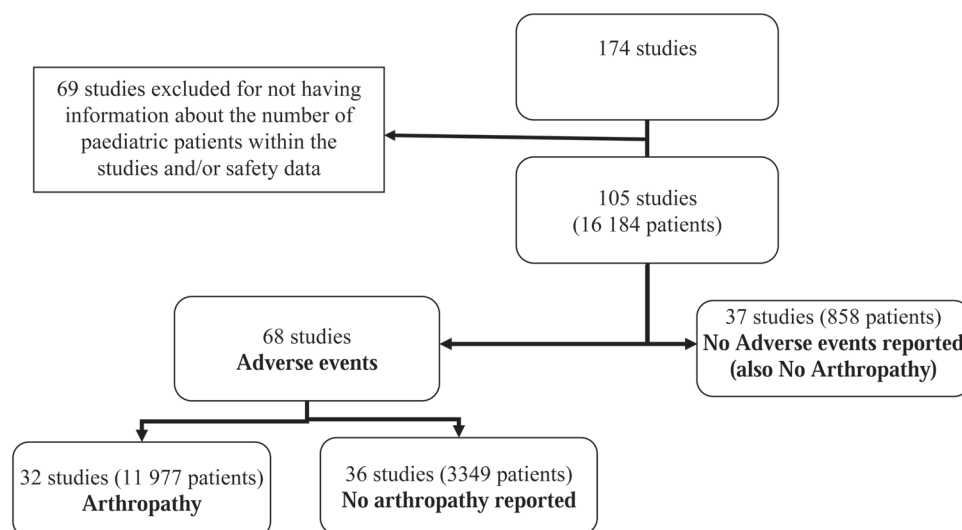 174 studies
69 studies excluded for not having
information about the number of
paediatric patients within the
studies and/or safety data
105 studies
(16 184 patients)
68 studies
Adverse events
37 studies (858 patients)
No Adverse events reported
(also No Arthropathy)
32 studies (11 977 patients)
Arthropathy
36 studies (3349 patients)
No arthropathy reported